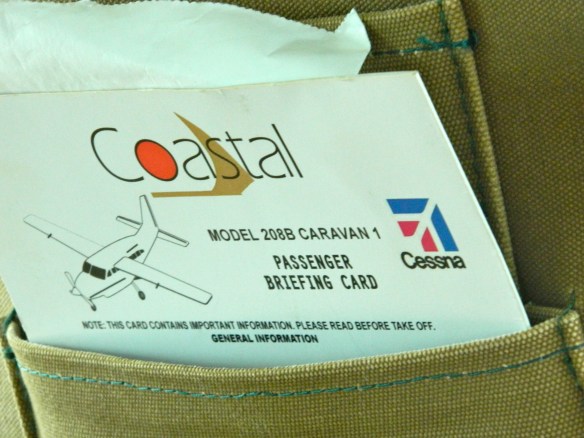 Coastal
MODEL 208B CARAVAN 1
Cessna
PASSENGER
BRIEFING CARD
NOTE: THIS CARD CONTAINS IMPORTANT INFORMATION. PLEASE READ BEFORE TAKE OFF.
GENERAL INFORMATION